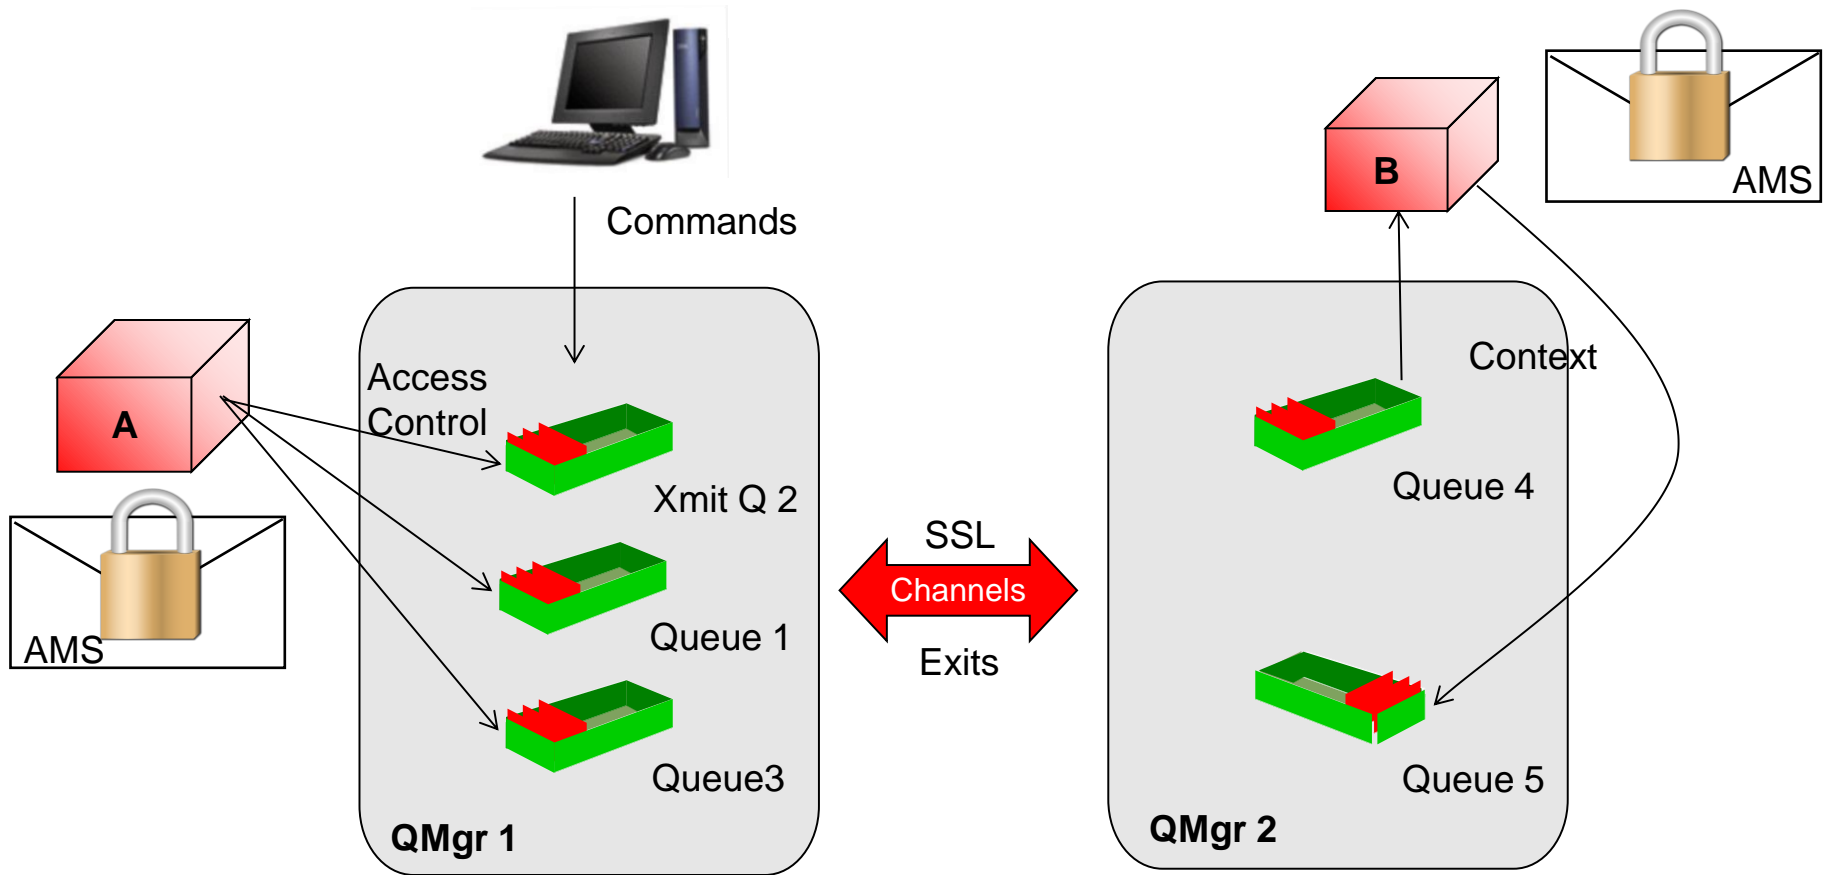 Commands
AMS
B
A
Access
Control
Context
Xmit Q 2
Queue 4
AMS
Queue 1
SSL
Channels
Exits
Queue3
Queue 5
QMgr 1
QMgr 2